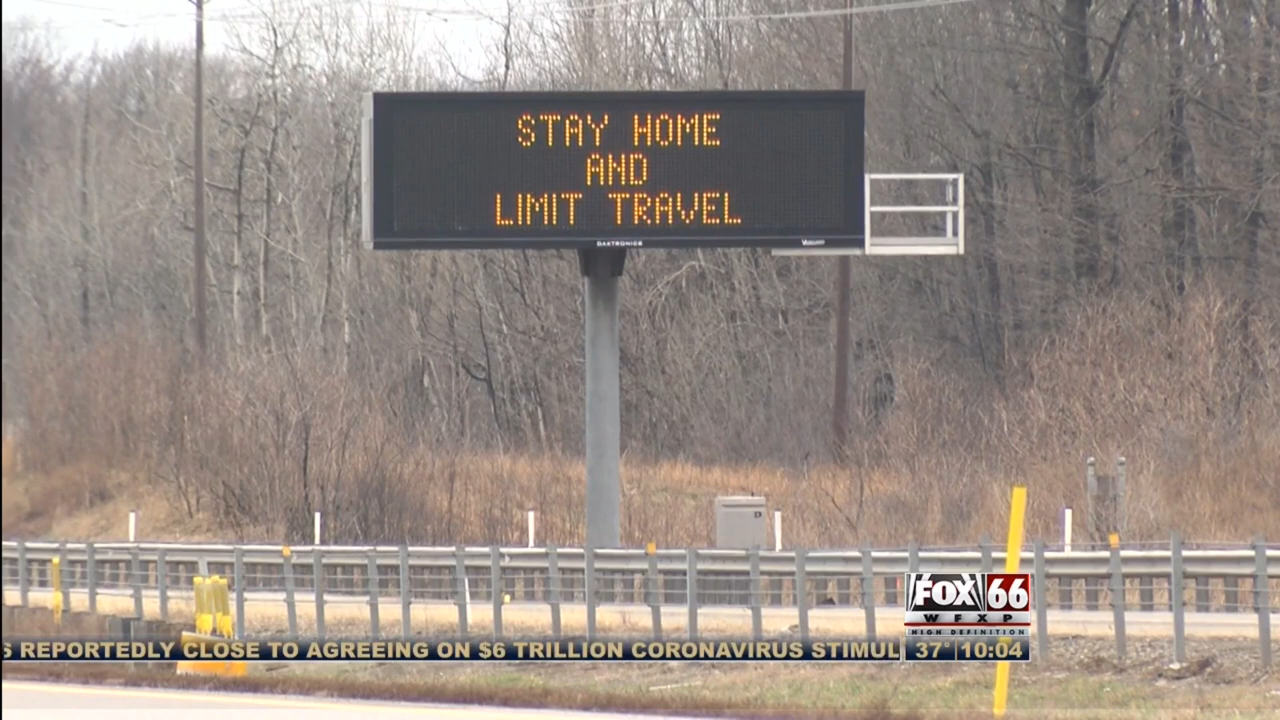 STAY HOME
AND
LIMIT TRAVEL
DAKTRONICS
FOX 66
WFXP
HIGH DEFINITION
REPORTEDLY CLOSE TO AGREEING ON $6 TRILLION CORONAVIRUS STIMUL
37° 10:04